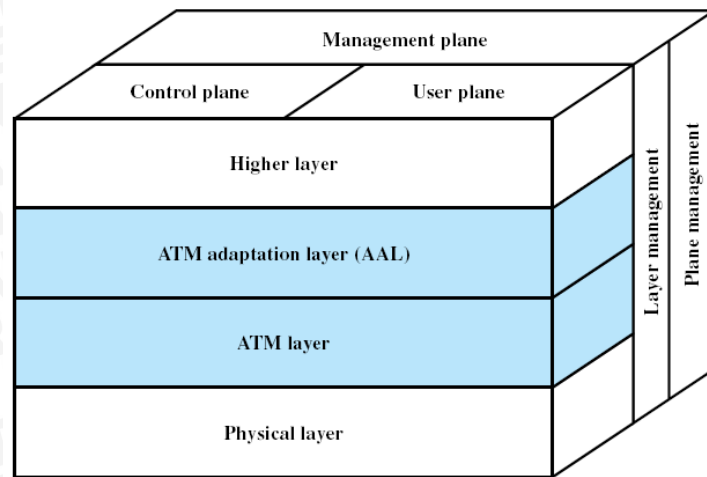 Management plane
Control plane
User plane
Higher layer
ATM adaptation layer (AAL)
ATM layer
Physical layer
Layer management
Plane management